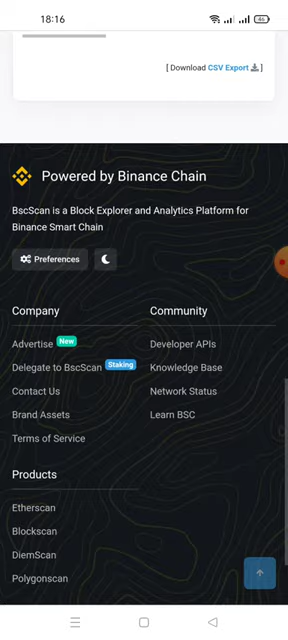 18:16
46
[ Download CSV Export ]
Powered by Binance Chain
BscScan is a Block Explorer and Analytics Platform for
Binance Smart Chain
Preferences
Company
Advertise New
Delegate to BscScan Staking
Contact Us
Brand Assets
Terms of Service
Community
Developer APIs
Knowledge Base
Network Status
Learn BSC
Products
Etherscan
Blockscan
DiemScan
Polygonscan